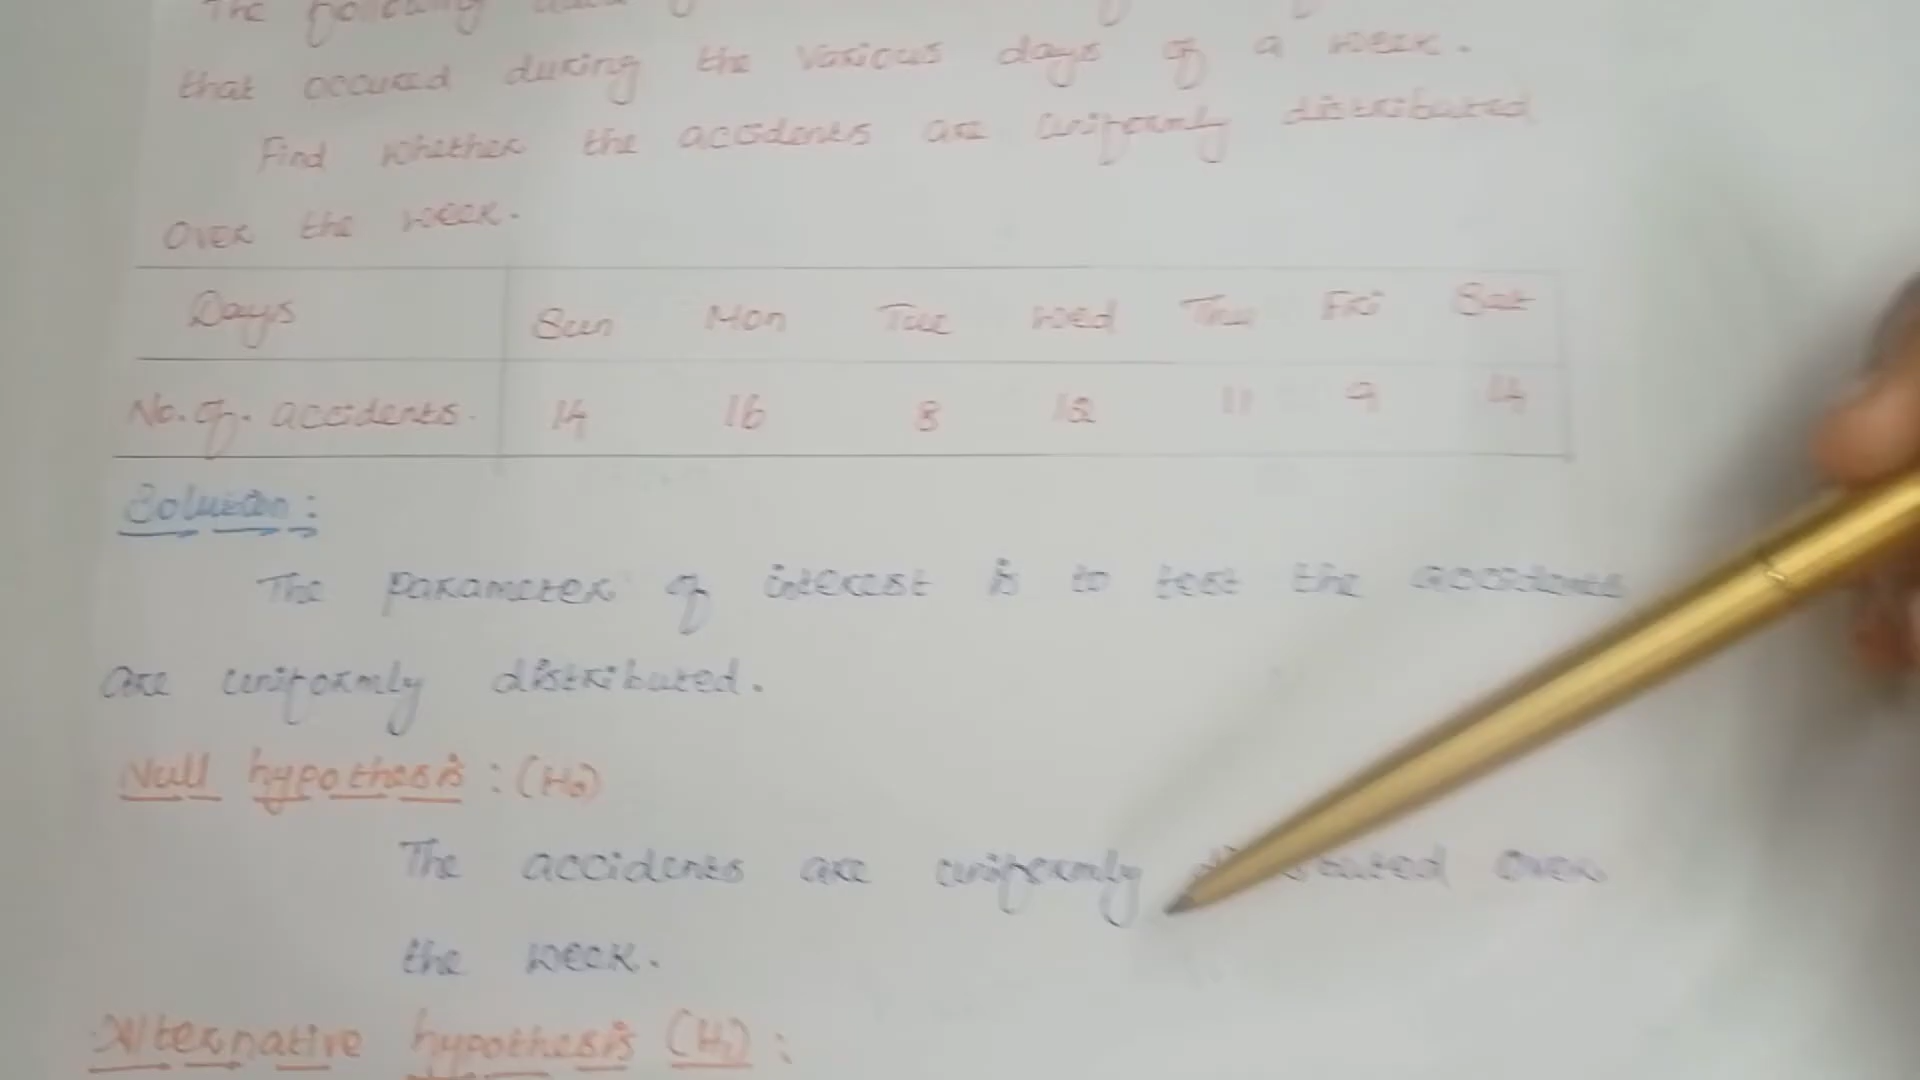 The following
that occured during the various days of a week.
Find whether the accidents are uniformly distributed
over the week.
Days Sun Mon Tue Wed Thu Fri Sat
No. of. accidents. 14 16 8 12 11 9 14
Solution:
The parameter of interest is to test the accidents
are uniformly distributed.
Null hypothesis: (H₀)
The accidents are uniformly over
the week.
Alternative hypothesis (H₁):